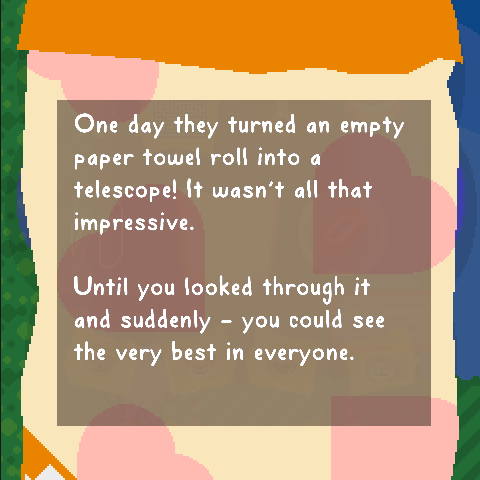 One day they turned an empty
paper towel roll into a
telescope! It wasn't all that
impressive.
Until you looked through it
and suddenly - you could see
the very best in everyone.